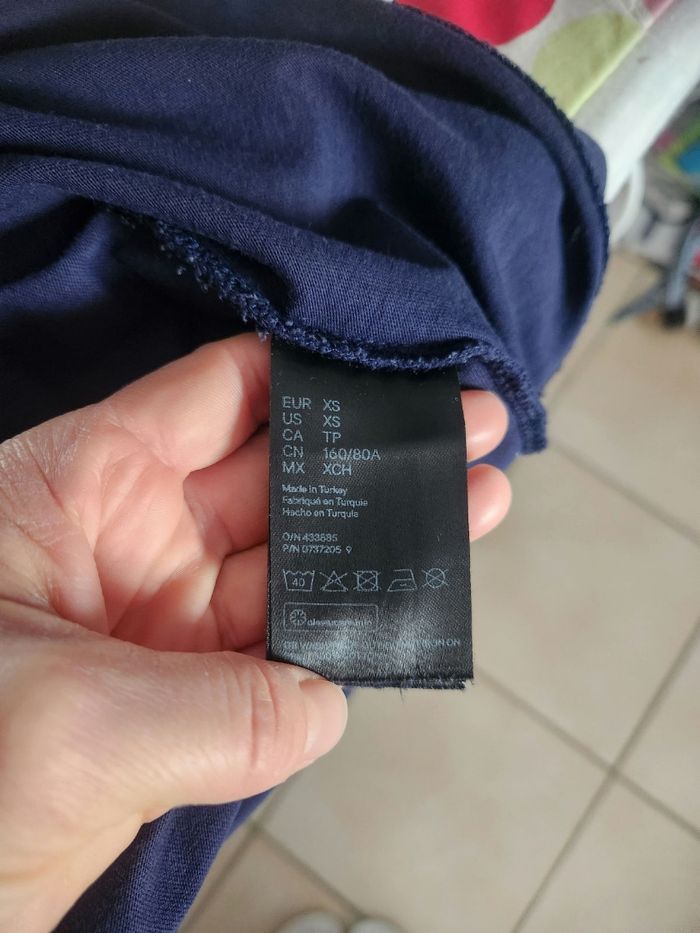 EUR XS
US XS
CA TP
CN 160/80A
MX XCH
Made in Turkey
Fabriqué en Turquie
Hecho en Turquía
O/N 433885
P/N 0737205 9
40